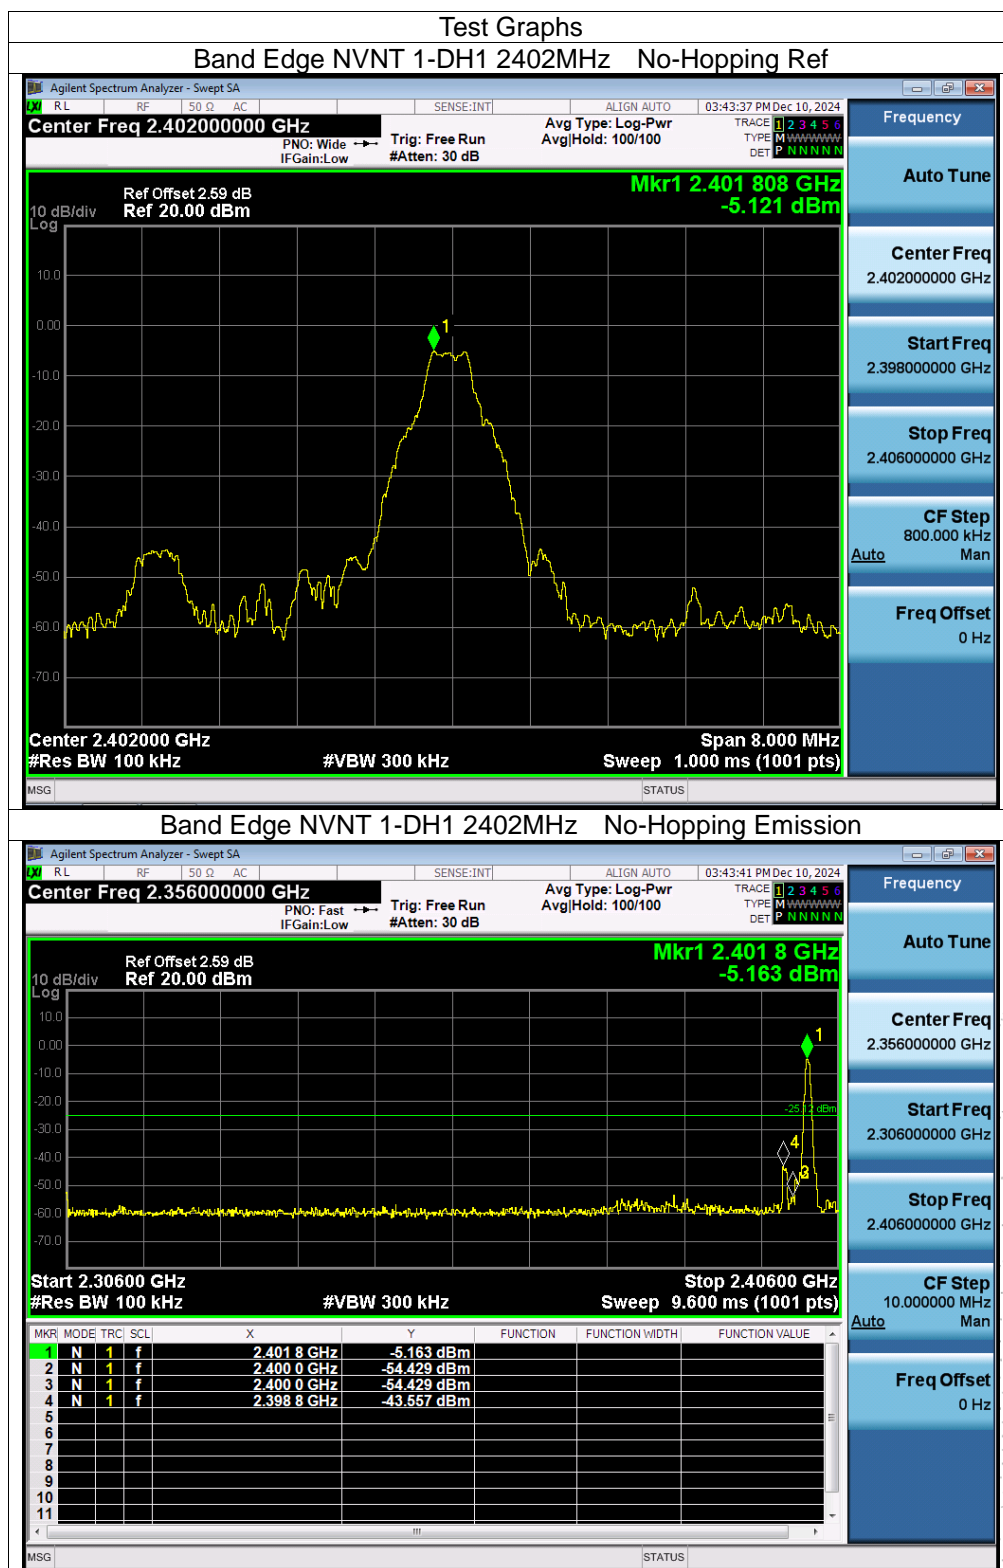 Test Graphs
Band Edge NVNT 1-DH1 2402MHz No-Hopping Ref
Agilent Spectrum Analyzer - Swept SA
LXI RL RF 50 Ω AC SENSE:INT ALIGN AUTO 03:43:37 PM Dec 10, 2024
Center Freq 2.402000000 GHz
PNO: Wide
IFGain:Low
Trig: Free Run
#Atten: 30 dB
Avg Type: Log-Pwr
Avg|Hold: 100/100
TRACE 1 2 3 4 5 6
TYPE M W W W W W
DET P N N N N N
Frequency
Auto Tune
Center Freq
2.402000000 GHz
Start Freq
2.398000000 GHz
Stop Freq
2.406000000 GHz
CF Step
800.000 kHz
Auto Man
Freq Offset
0 Hz
Mkr1 2.401 808 GHz
-5.121 dBm
Ref Offset 2.59 dB
10 dB/div Ref 20.00 dBm
Log
10.0
0.00
-10.0
-20.0
-30.0
-40.0
-50.0
-60.0
-70.0
1
Center 2.402000 GHz Span 8.000 MHz
#Res BW 100 kHz #VBW 300 kHz Sweep 1.000 ms (1001 pts)
MSG STATUS
Band Edge NVNT 1-DH1 2402MHz No-Hopping Emission
Agilent Spectrum Analyzer - Swept SA
LXI RL RF 50 Ω AC SENSE:INT ALIGN AUTO 03:43:41 PM Dec 10, 2024
Center Freq 2.356000000 GHz
PNO: Fast
IFGain:Low
Trig: Free Run
#Atten: 30 dB
Avg Type: Log-Pwr
Avg|Hold: 100/100
TRACE 1 2 3 4 5 6
TYPE M W W W W W
DET P N N N N N
Frequency
Auto Tune
Center Freq
2.356000000 GHz
Start Freq
2.306000000 GHz
Stop Freq
2.406000000 GHz
CF Step
10.000000 MHz
Auto Man
Freq Offset
0 Hz
Mkr1 2.401 8 GHz
-5.163 dBm
Ref Offset 2.59 dB
10 dB/div Ref 20.00 dBm
Log
10.0
0.00
-10.0
-20.0
-30.0
-40.0
-50.0
-60.0
-70.0
1
-25.12 dBm
4
Start 2.30600 GHz Stop 2.40600 GHz
#Res BW 100 kHz #VBW 300 kHz Sweep 9.600 ms (1001 pts)
MKR MODE TRC SCL X Y FUNCTION FUNCTION WIDTH FUNCTION VALUE
1 N 1 f 2.401 8 GHz -5.163 dBm
2 N 1 f 2.400 0 GHz -54.429 dBm
3 N 1 f 2.400 0 GHz -54.429 dBm
4 N 1 f 2.398 8 GHz -43.557 dBm
5
6
7
8
9
10
11
MSG STATUS